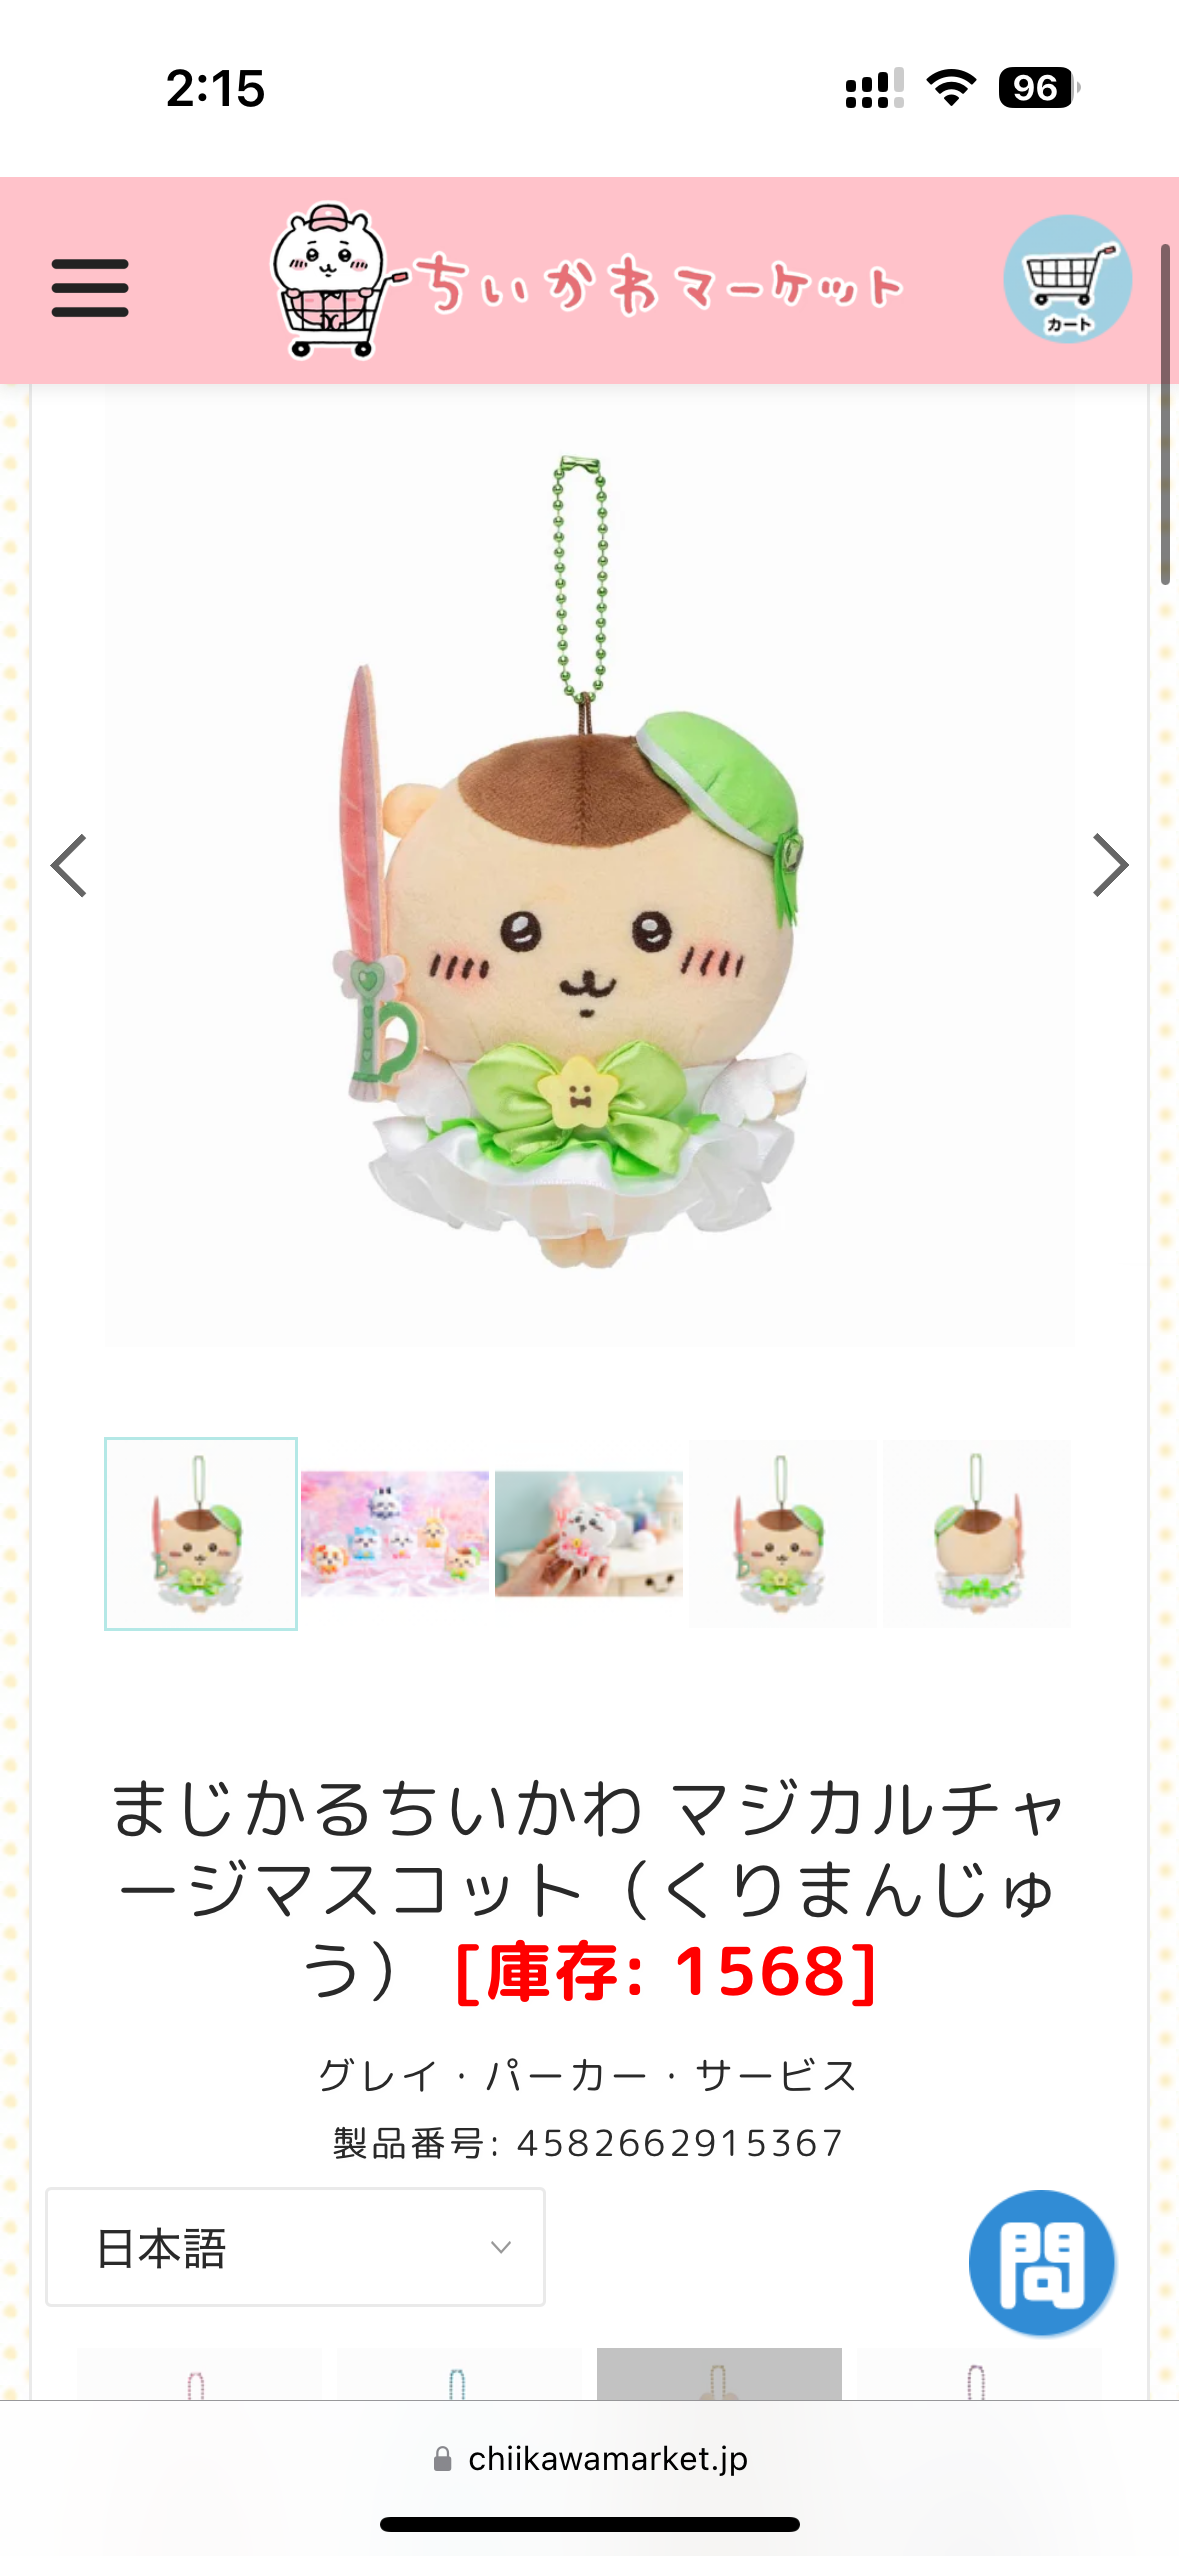 2:15
96
ちいかわマーケット
カート
まじかるちいかわ マジカルチャ
ージマスコット（くりまんじゅ
う） [庫存: 1568]
グレイ・パーカー・サービス
製品番号: 4582662915367
日本語
問
chiikawamarket.jp